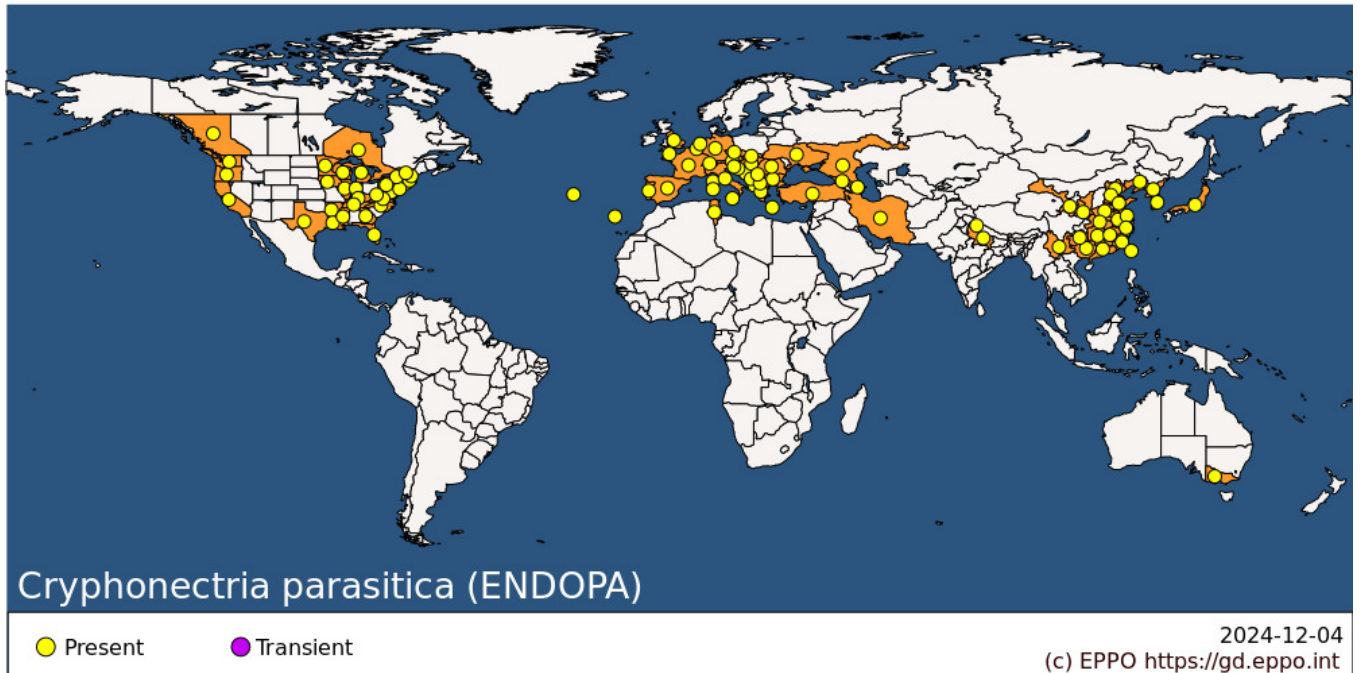 Cryphonectria parasitica (ENDOPA)
Present
Transient
2024-12-04
(c) EPPO https://gd.eppo.int